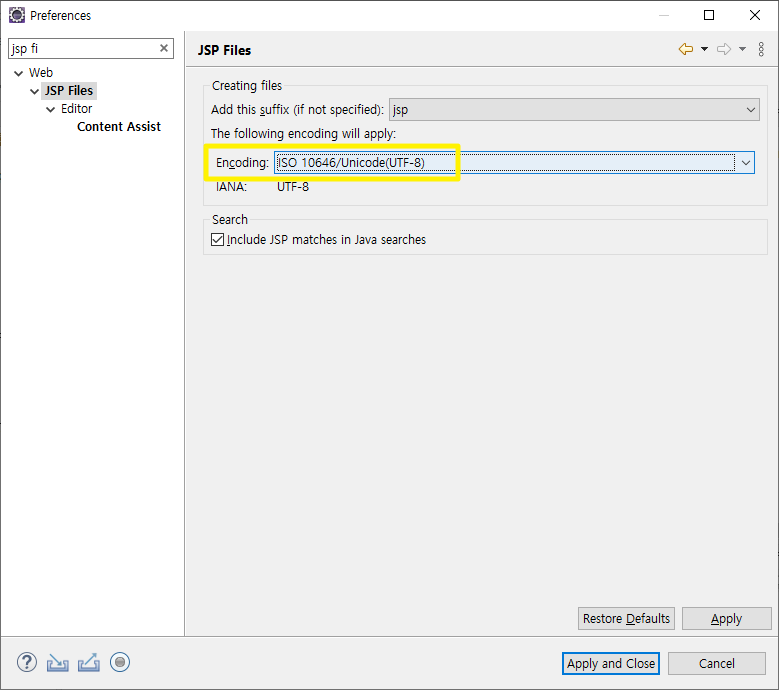 Preferences
jsp fi
Web
JSP Files
Editor
Content Assist
JSP Files
Creating files
Add this suffix (if not specified): jsp
The following encoding will apply:
Encoding: ISO 10646/Unicode(UTF-8)
IANA: UTF-8
Search
Include JSP matches in Java searches
Restore Defaults Apply
Apply and Close Cancel